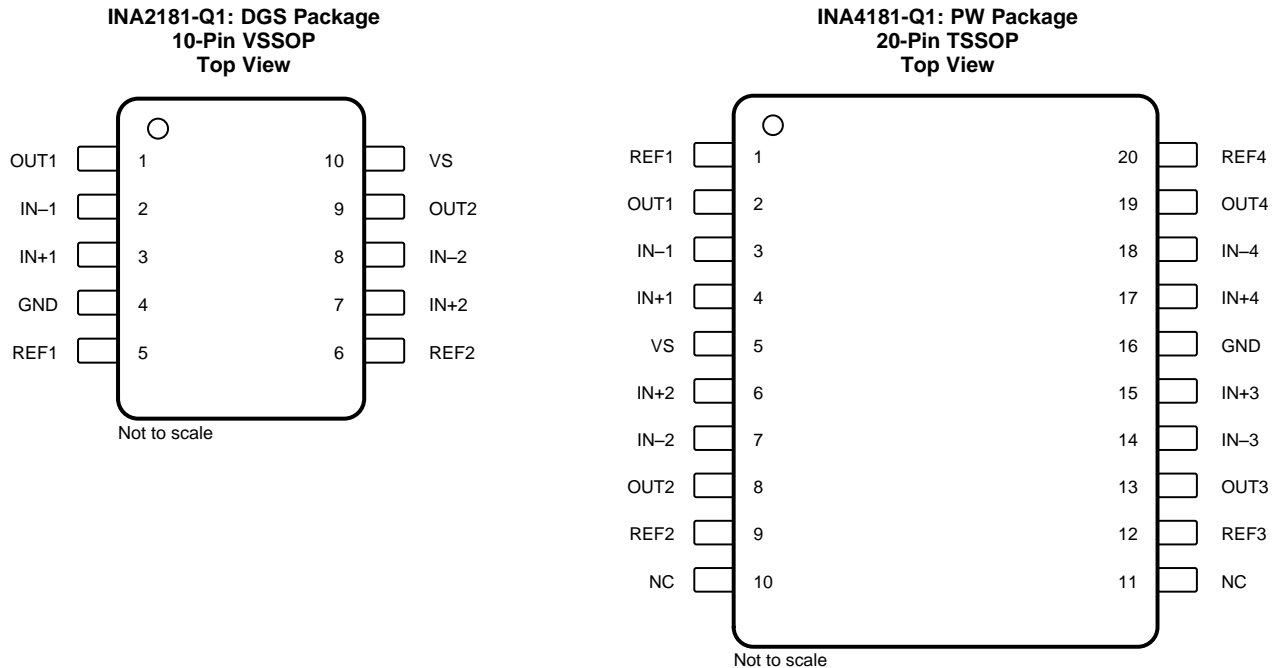 INA2181-Q1: DGS Package
10-Pin VSSOP
Top View
OUT1 1 10 VS
IN–1 2 9 OUT2
IN+1 3 8 IN–2
GND 4 7 IN+2
REF1 5 6 REF2
Not to scale
INA4181-Q1: PW Package
20-Pin TSSOP
Top View
REF1 1 20 REF4
OUT1 2 19 OUT4
IN–1 3 18 IN–4
IN+1 4 17 IN+4
VS 5 16 GND
IN+2 6 15 IN+3
IN–2 7 14 IN–3
OUT2 8 13 OUT3
REF2 9 12 REF3
NC 10 11 NC
Not to scale